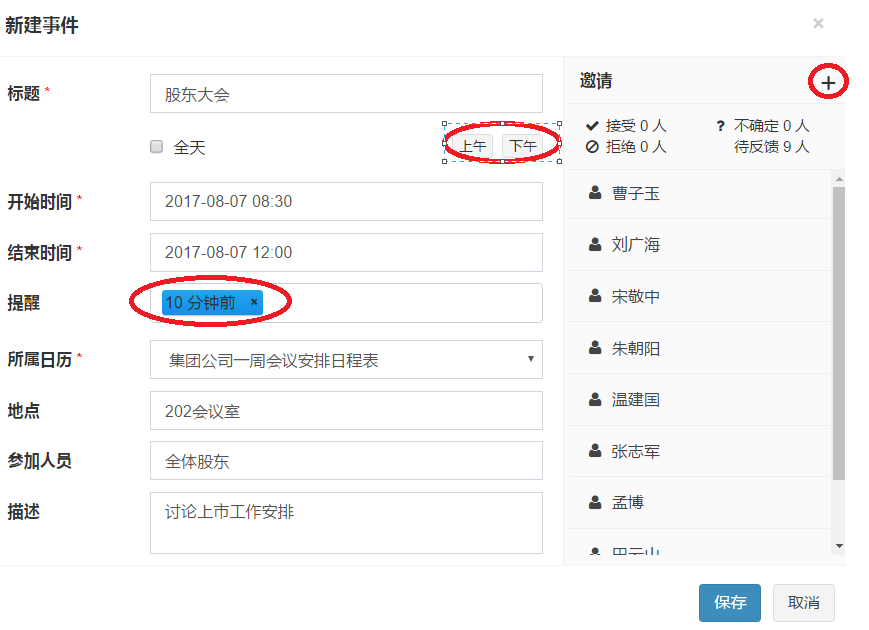 新建事件
×
标题 *
股东大会
全天
上午 下午
开始时间 *
2017-08-07 08:30
结束时间 *
2017-08-07 12:00
提醒
10 分钟前 ×
所属日历 *
集团公司一周会议安排日程表
地点
202会议室
参加人员
全体股东
描述
讨论上市工作安排
邀请 +
接受 0 人 ? 不确定 0 人
拒绝 0 人 待反馈 9 人
曹子玉
刘广海
宋敬中
朱朝阳
温建国
张志军
孟博
保存 取消